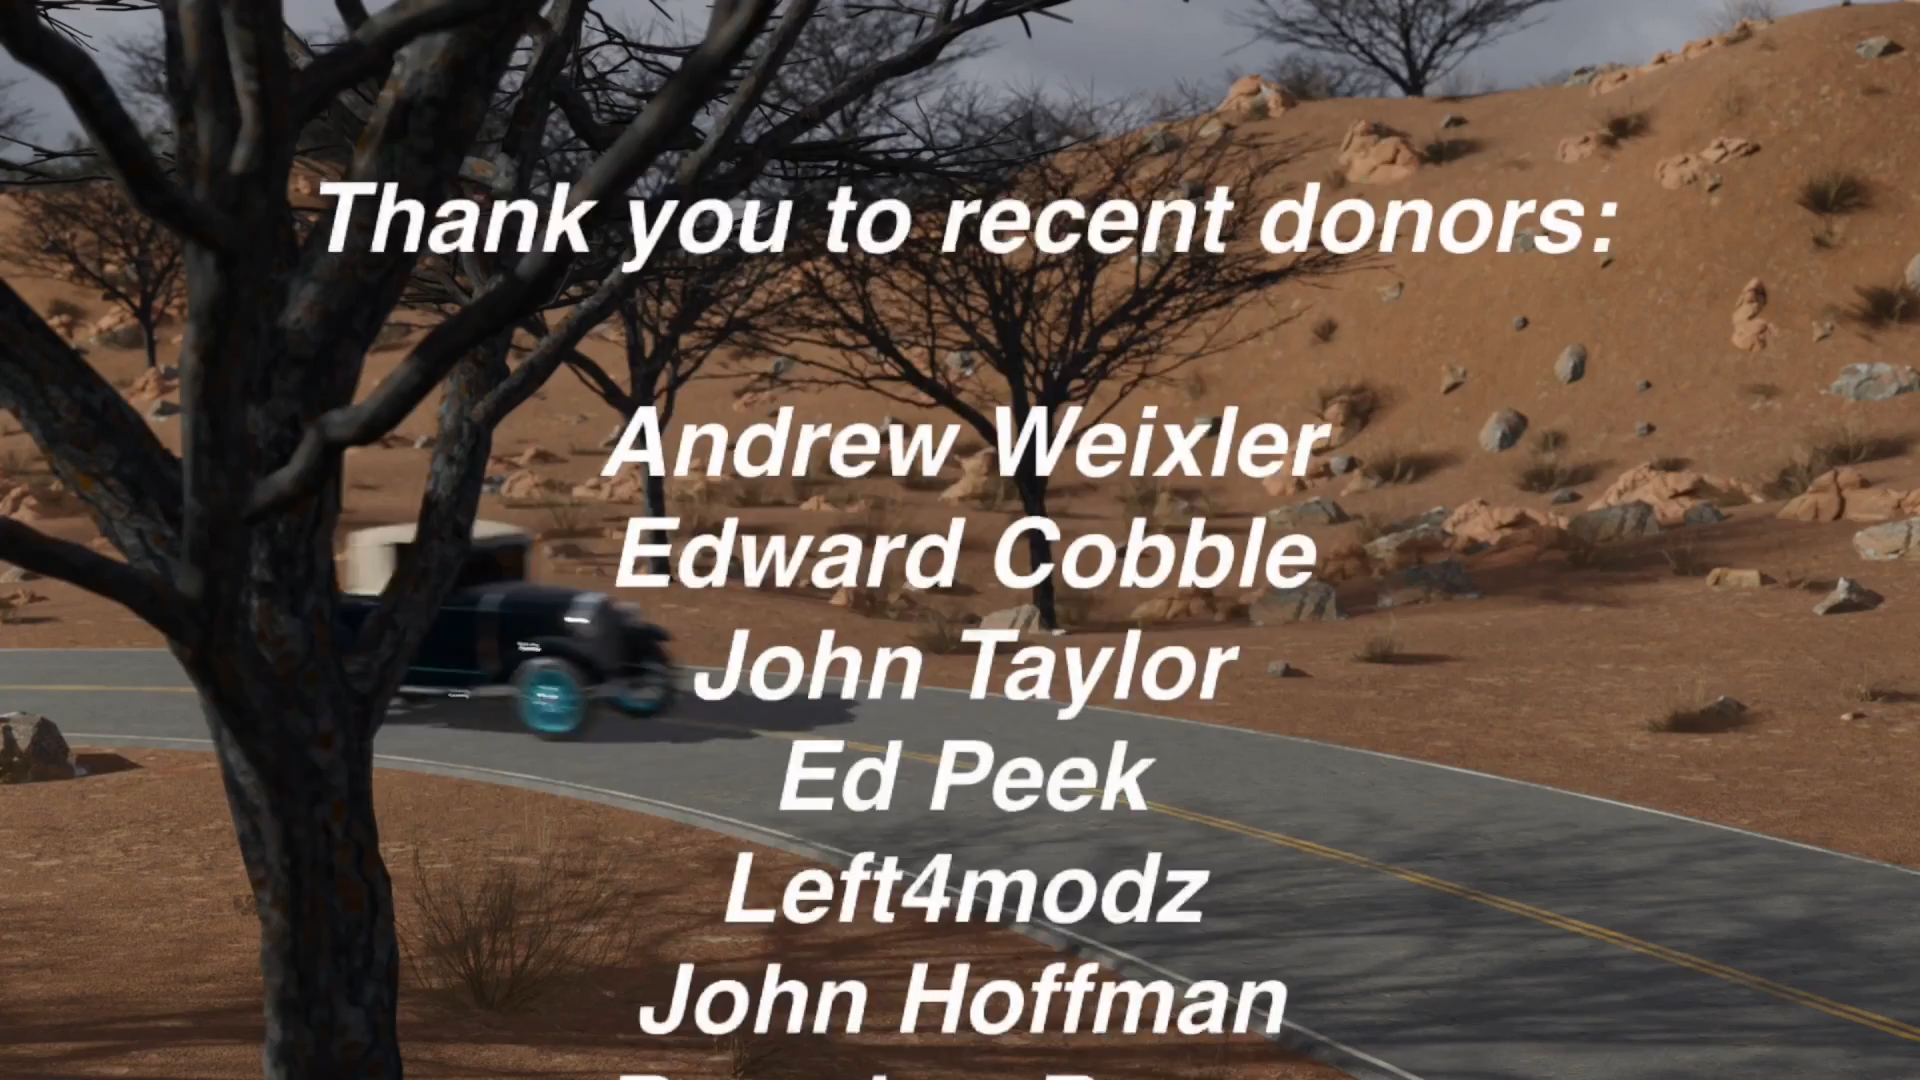 Thank you to recent donors:
Andrew Weixler
Edward Cobble
John Taylor
Ed Peek
Left4modz
John Hoffman